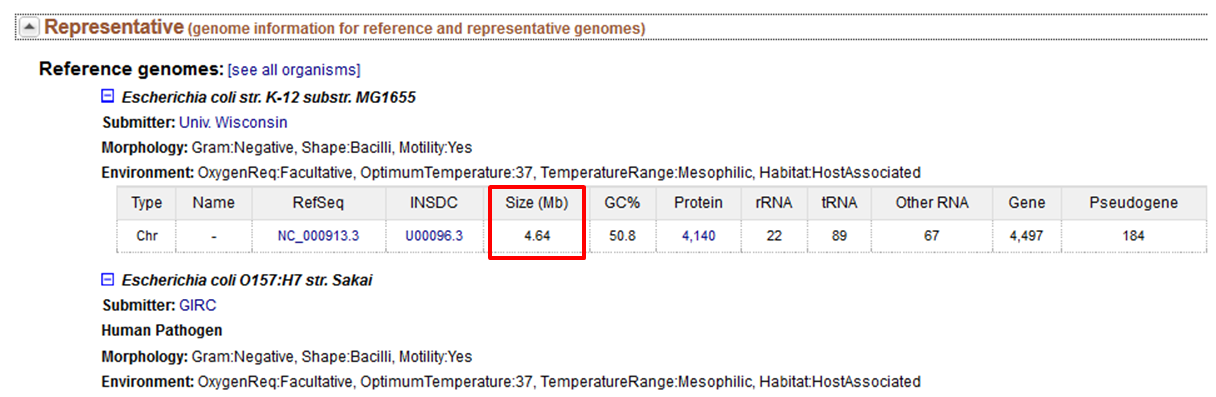 Representative (genome information for reference and representative genomes)
Reference genomes: [see all organisms]
Escherichia coli str. K-12 substr. MG1655
Submitter: Univ. Wisconsin
Morphology: Gram:Negative, Shape:Bacilli, Motility:Yes
Environment: OxygenReq:Facultative, OptimumTemperature:37, TemperatureRange:Mesophilic, Habitat:HostAssociated
Type Name RefSeq INSDC Size (Mb) GC% Protein rRNA tRNA Other RNA Gene Pseudogene
Chr - NC_000913.3 U00096.3 4.64 50.8 4,140 22 89 67 4,497 184
Escherichia coli O157:H7 str. Sakai
Submitter: GIRC
Human Pathogen
Morphology: Gram:Negative, Shape:Bacilli, Motility:Yes
Environment: OxygenReq:Facultative, OptimumTemperature:37, TemperatureRange:Mesophilic, Habitat:HostAssociated